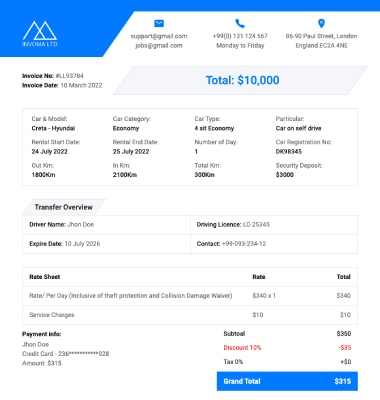 INVOMA LTD
support@gmail.com
jobs@gmail.com
+99(0) 131 124 567
Monday to Friday
86-90 Paul Street, London
England EC2A 4NE
Invoice No: #LL93784
Invoice Date: 10 March 2022
Total: $10,000
Car & Model: Car Category: Car Type: Particular:
Creta - Hyundai Economy 4 sit Economy Car on self drive
Rental Start Date: Rental End Date: Number of Day: Car Registration No:
24 July 2022 25 July 2022 1 DK98345
Out Km: In Km: Total Km: Security Deposit:
1800Km 2100Km 300Km $3000
Transfer Overview
Driver Name: Jhon Doe Driving Licence: LC-25345
Expire Date: 10 July 2026 Contact: +99-093-234-12
Rate Sheet Rate Total
Rate/ Per Day (Inclusive of theft protection and Collision Damage Waiver) $340 x 1 $340
Service Charges $10 $10
Payment info:
Jhon Doe
Credit Card - 236***********928
Amount: $315
Subtoal $350
Discount 10% -$35
Tax 0% +$0
Grand Total $315